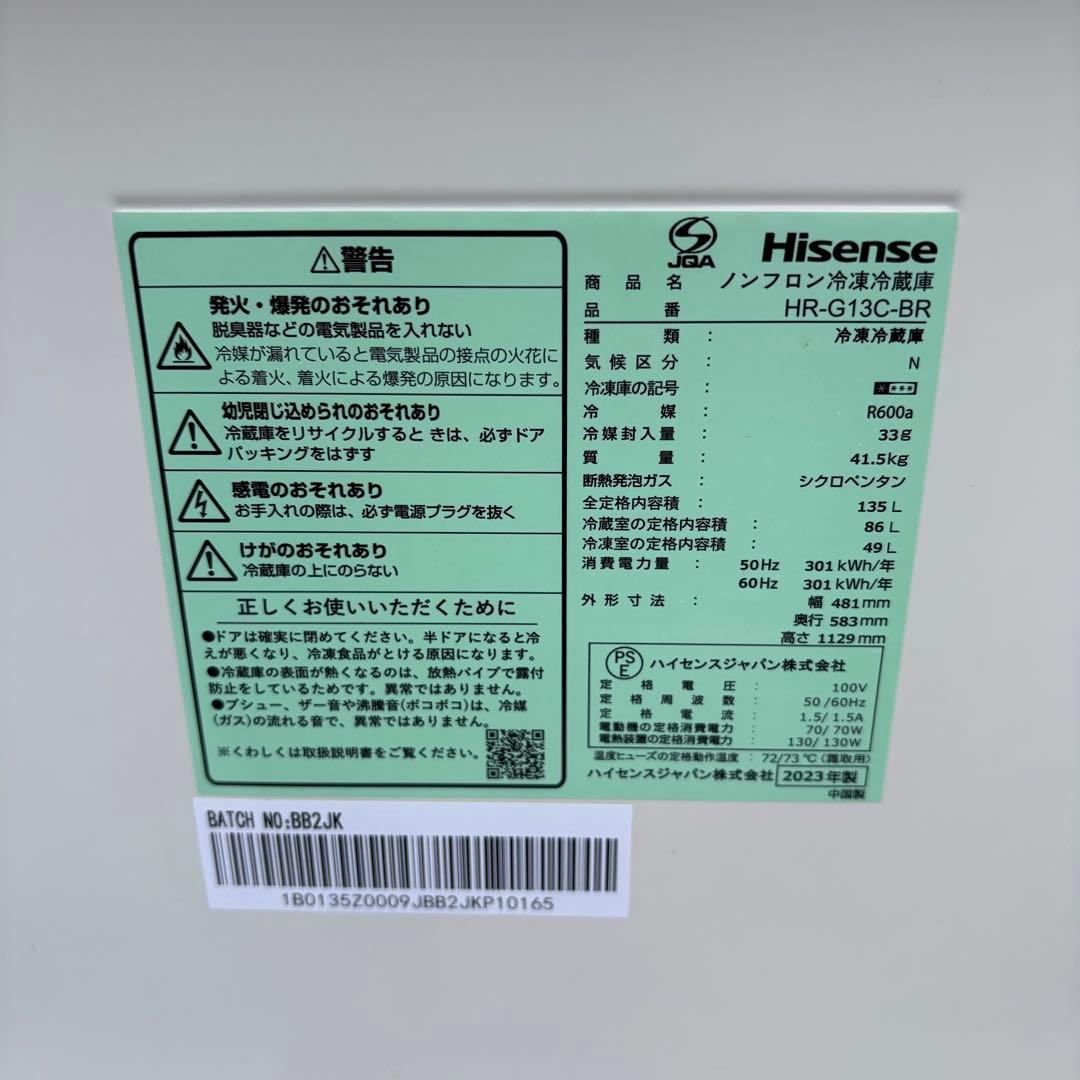 ⚠警告
発火・爆発のおそれあり
脱臭器などの電気製品を入れない
冷媒が漏れていると電気製品の接点の火花に
よる着火、着火による爆発の原因になります。
幼児閉じ込められのおそれあり
冷蔵庫をリサイクルすると きは、必ずドア
パッキングをはずす
感電のおそれあり
お手入れの際は、必ず電源プラグを抜く
けがのおそれあり
冷蔵庫の上にのらない
正しくお使いいただくために
●ドアは確実に閉めてください。半ドアになると冷
えが悪くなり、冷凍食品がとける原因になります。
●冷蔵庫の表面が熱くなるのは、放熱パイプで露付
防止をしているためです。異常ではありません。
●ブシュー、ザー音や沸騰音(ボコボコ)は、冷媒
(ガス)の流れる音で、異常ではありません。
※くわしくは取扱説明書をご覧ください。
JQA Hisense
商品名 ノンフロン冷凍冷蔵庫
品番 HR-G13C-BR
種類 : 冷凍冷蔵庫
気候区分 : N
冷凍庫の記号 : ****
冷媒 : R600a
冷媒封入量 : 33g
質量 : 41.5kg
断熱発泡ガス : シクロペンタン
全定格内容積 : 135 L
冷蔵室の定格内容積 : 86 L
冷凍室の定格内容積 : 49 L
消費電力量 : 50Hz 301 kWh/年
60Hz 301 kWh/年
外形寸法 : 幅 481mm
奥行 583mm
高さ 1129mm
PSE ハイセンスジャパン株式会社
定格電圧 : 100V
定格周波数 : 50/60Hz
定格電流 : 1.5/1.5A
電動機の定格消費電力 : 70/70W
電熱装置の定格消費電力 : 130/130W
温度ヒューズの定格動作温度 : 72/73℃(霜取用)
ハイセンスジャパン株式会社 2023年製
中国製
BATCH NO:BB2JK
1B0135Z0009JBB2JKP10165